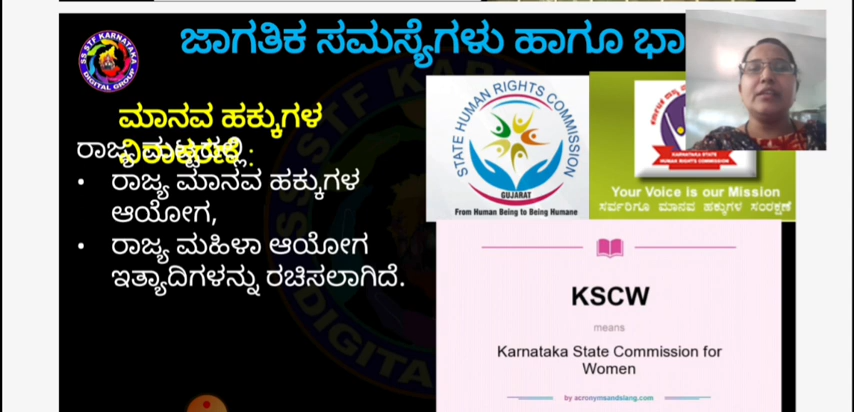 SS STF KARNATAKA
DIGITAL GROUP
ಜಾಗತಿಕ ಸಮಸ್ಯೆಗಳು ಹಾಗೂ ಭಾ
ಮಾನವ ಹಕ್ಕುಗಳ
ರಾಜ್ಯ
• ರಾಜ್ಯ ಮಾನವ ಹಕ್ಕುಗಳ
ಆಯೋಗ,
• ರಾಜ್ಯ ಮಹಿಳಾ ಆಯೋಗ
ಇತ್ಯಾದಿಗಳನ್ನು ರಚಿಸಲಾಗಿದೆ.
STATE HUMAN RIGHTS COMMISSION
GUJARAT
From Human Being to Being Humane
KARNATAKA STATE
HUMAN RIGHTS COMMISSION
Your Voice is our Mission
ಸರ್ವರಿಗೂ ಮಾನವ ಹಕ್ಕುಗಳ ಸಂರಕ್ಷಣೆ
KSCW
means
Karnataka State Commission for
Women
by acronymsandslang.com